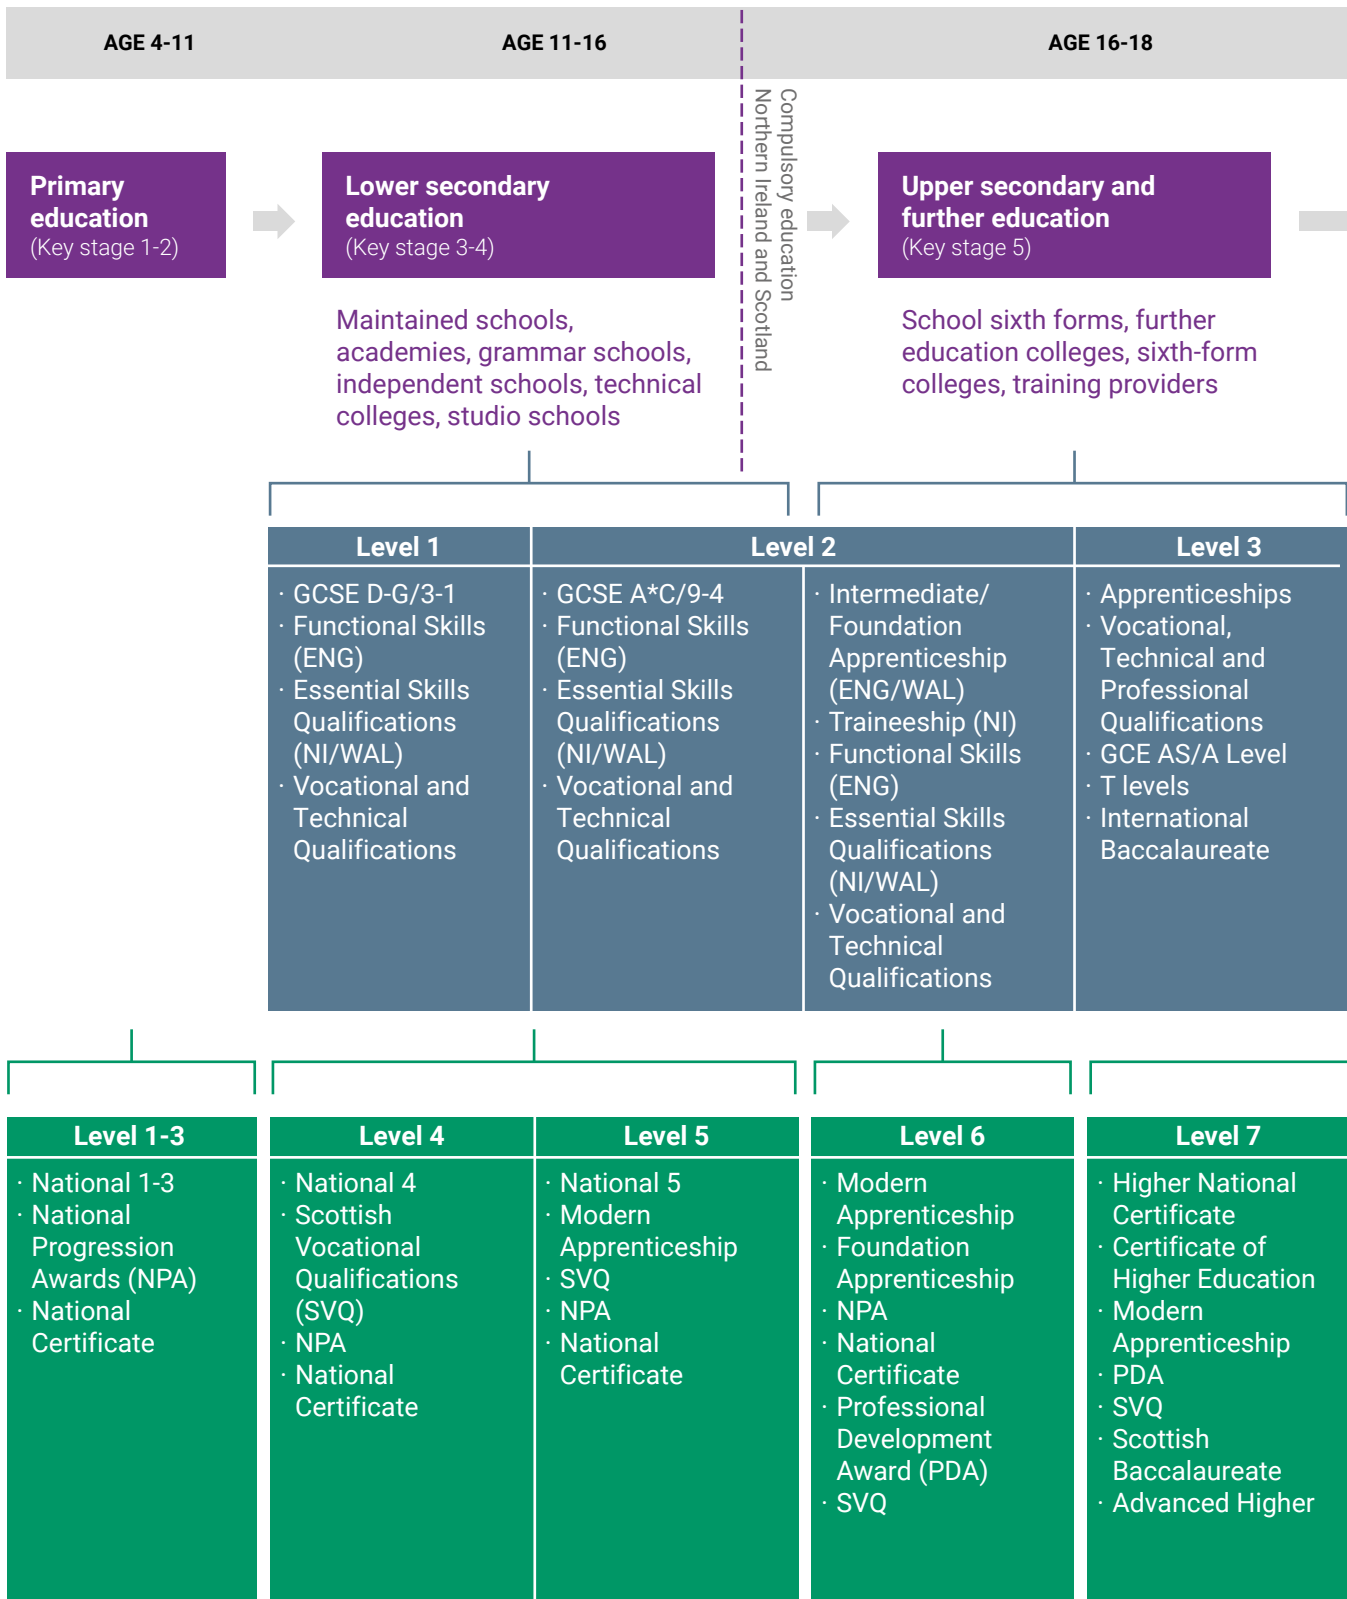 AGE 4-11
AGE 11-16
AGE 16-18
Primary
education
(Key stage 1-2)
Lower secondary
education
(Key stage 3-4)
Compulsory education
Northern Ireland and Scotland
Upper secondary and
further education
(Key stage 5)
Maintained schools,
academies, grammar schools,
independent schools, technical
colleges, studio schools
School sixth forms, further
education colleges, sixth-form
colleges, training providers
Level 1
· GCSE D-G/3-1
· Functional Skills
(ENG)
· Essential Skills
Qualifications
(NI/WAL)
· Vocational and
Technical
Qualifications
Level 2
· GCSE A*C/9-4
· Functional Skills
(ENG)
· Essential Skills
Qualifications
(NI/WAL)
· Vocational and
Technical
Qualifications
· Intermediate/
Foundation
Apprenticeship
(ENG/WAL)
· Traineeship (NI)
· Functional Skills
(ENG)
· Essential Skills
Qualifications
(NI/WAL)
· Vocational and
Technical
Qualifications
Level 3
· Apprenticeships
· Vocational,
Technical and
Professional
Qualifications
· GCE AS/A Level
· T levels
· International
Baccalaureate
Level 1-3
· National 1-3
· National
Progression
Awards (NPA)
· National
Certificate
Level 4
· National 4
· Scottish
Vocational
Qualifications
(SVQ)
· NPA
· National
Certificate
Level 5
· National 5
· Modern
Apprenticeship
· SVQ
· NPA
· National
Certificate
Level 6
· Modern
Apprenticeship
· Foundation
Apprenticeship
· NPA
· National
Certificate
· Professional
Development
Award (PDA)
· SVQ
Level 7
· Higher National
Certificate
· Certificate of
Higher Education
· Modern
Apprenticeship
· PDA
· SVQ
· Scottish
Baccalaureate
· Advanced Higher